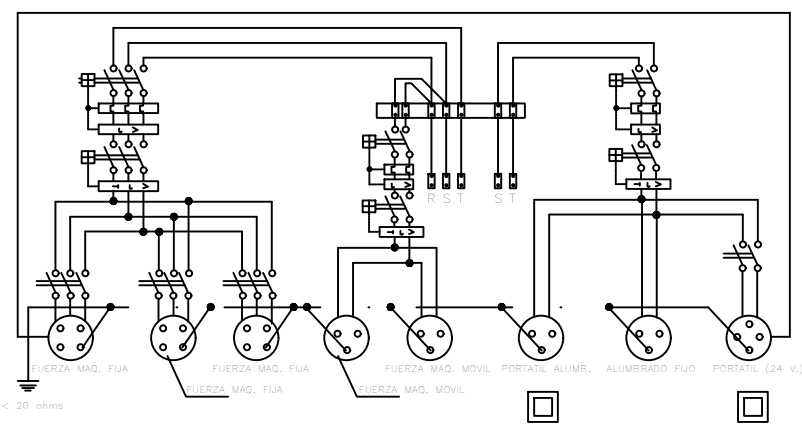 R S T S T
FUERZA MAQ. FIJA
FUERZA MAQ. FIJA
FUERZA MAQ. MOVIL
PORTATIL ALUMB.
ALUMBRADO FIJO
PORTATIL (24 V.)
FUERZA MAQ. FIJA
FUERZA MAQ. MOVIL
< 20 ohms